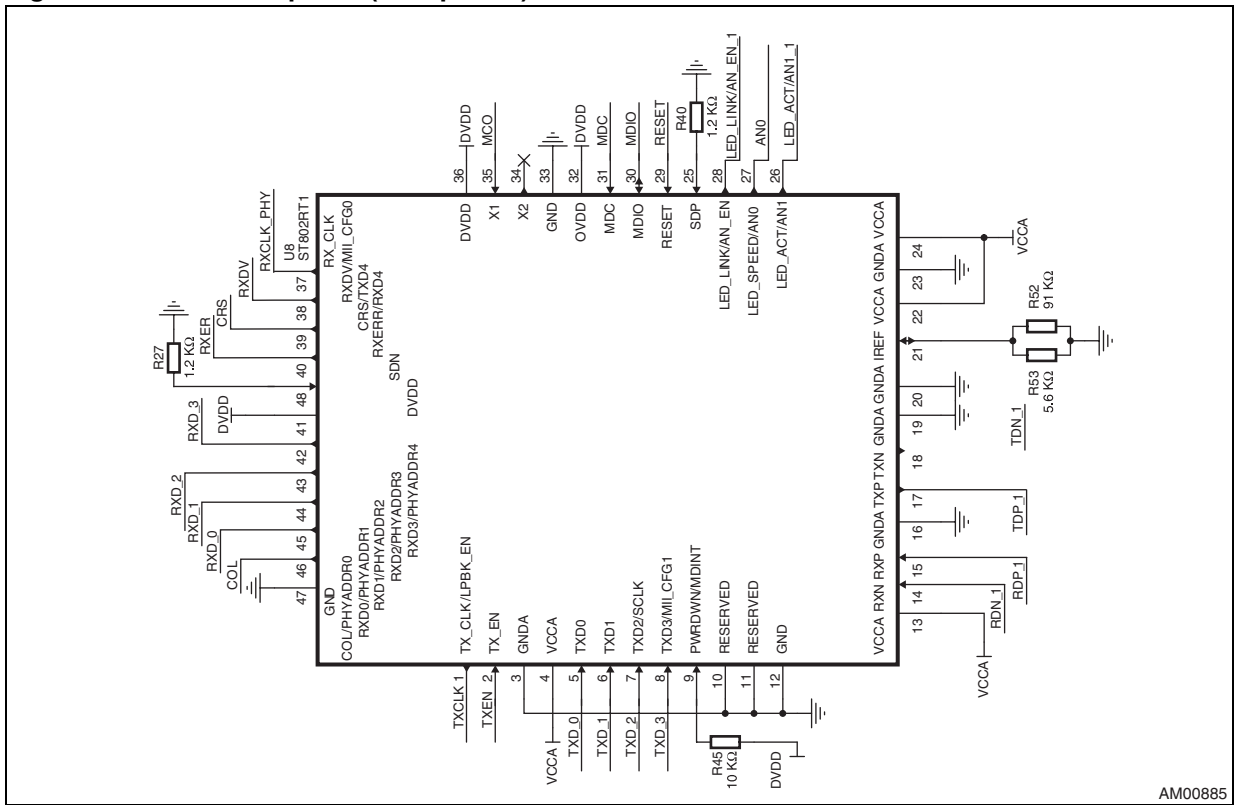 U8
ST802RT1
DVDD
MCO
DVDD
MDC
MDIO
RESET
R40
1.2 KΩ
LED_LINK/AN_EN_1
AN0
LED_ACT/AN1_1
36
35
34
33
32
31
30
29
25
28
27
26
DVDD
X1
X2
GND
OVDD
MDC
MDIO
RESET
SDP
LED_LINK/AN_EN
LED_SPEED/AN0
LED_ACT/AN1
RXCLK_PHY
RXDV
CRS
RXER
R27
1.2 KΩ
DVDD
RXD_3
RXD_2
RXD_1
RXD_0
COL
37
38
39
40
48
41
42
43
44
45
46
47
RX_CLK
RXDV/MII_CFG0
CRS/TXD4
RXERR/RXD4
SDN
DVDD
RXD3/PHYADDR4
RXD2/PHYADDR3
RXD1/PHYADDR2
RXD0/PHYADDR1
COL/PHYADDR0
GND
TX_CLK/LPBK_EN
TX_EN
GNDA
VCCA
TXD0
TXD1
TXD2/SCLK
TXD3/MII_CFG1
PWRDWN/MDINT
RESERVED
RESERVED
GND
1
2
3
4
5
6
7
8
9
10
11
12
TXCLK
TXEN
VCCA
TXD_0
TXD_1
TXD_2
TXD_3
R45
10 KΩ
DVDD
VCCA
GNDA
VCCA
IREF
GNDA
GNDA
TXN
TXP
GNDA
RXP
RXN
VCCA
24
23
22
21
20
19
18
17
16
15
14
13
VCCA
R52
91 KΩ
R53
5.6 KΩ
TDN_1
TDP_1
RDP_1
RDN_1
VCCA
AM00885